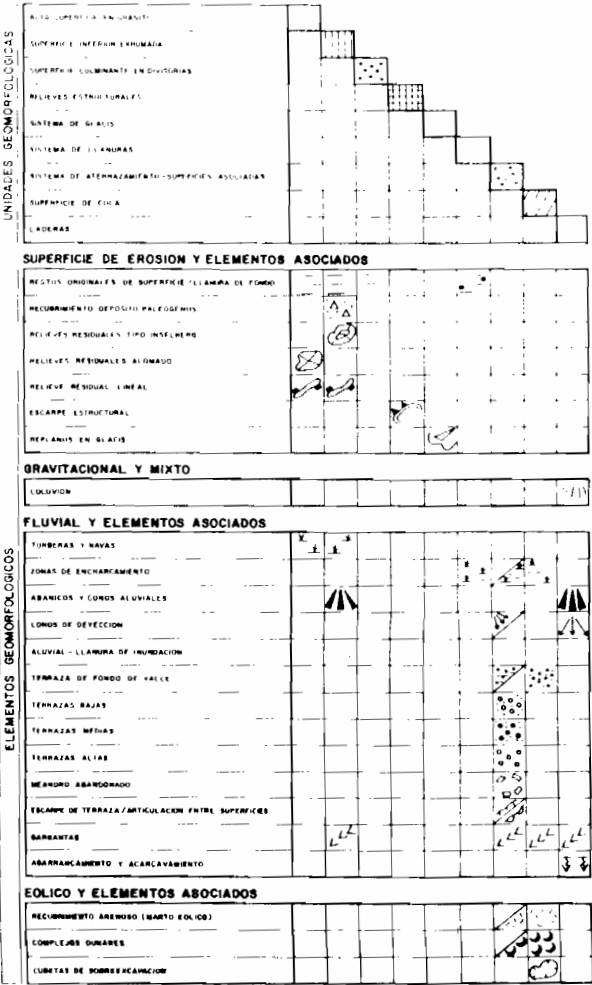 UNIDADES GEOMORFOLOGICAS
ALTA SUPERFICIE EN GRANITO
SUPERFICIE INFERIOR EXHUMADA
SUPERFICIE CULMINANTE EN DIVISORIAS
RELIEVES ESTRUCTURALES
SISTEMA DE GLACIS
SISTEMA DE LLANURAS
SISTEMA DE ATERRAZAMIENTO-SUPERFICIES ASOCIADAS
SUPERFICIE DE
LADERAS
ELEMENTOS GEOMORFOLOGICOS
SUPERFICIE DE EROSION Y ELEMENTOS ASOCIADOS
RESTOS ORIGINALES DE SUPERFICIE-LLANURA DE FONDO
RECUBRIMIENTO DEPOSITO PALEOGENOS
RELIEVES RESIDUALES TIPO INSELBERG
RELIEVES RESIDUALES ALOMADO
RELIEVE RESIDUAL LINEAL
ESCARPE ESTRUCTURAL
REPLANOS EN GLACIS
GRAVITACIONAL Y MIXTO
COLUVION
FLUVIAL Y ELEMENTOS ASOCIADOS
TURBERAS Y NAVAS
ZONAS DE ENCHARCAMIENTO
ABANICOS Y CONOS ALUVIALES
CONOS DE DEYECCION
ALUVIAL-LLANURA DE INUNDACION
TERRAZA DE FONDO DE VALLE
TERRAZAS BAJAS
TERRAZAS MEDIAS
TERRAZAS ALTAS
MEANDRO ABANDONADO
ESCARPE DE TERRAZA/ARTICULACION ENTRE SUPERFICIES
GARGANTAS
ABARRANCAMIENTO Y ACARCAVAMIENTO
EOLICO Y ELEMENTOS ASOCIADOS
RECUBRIMIENTO ARENOSO (MANTO EOLICO)
COMPLEJOS DUNARES
CUBETAS DE SOBREEXCAVACION